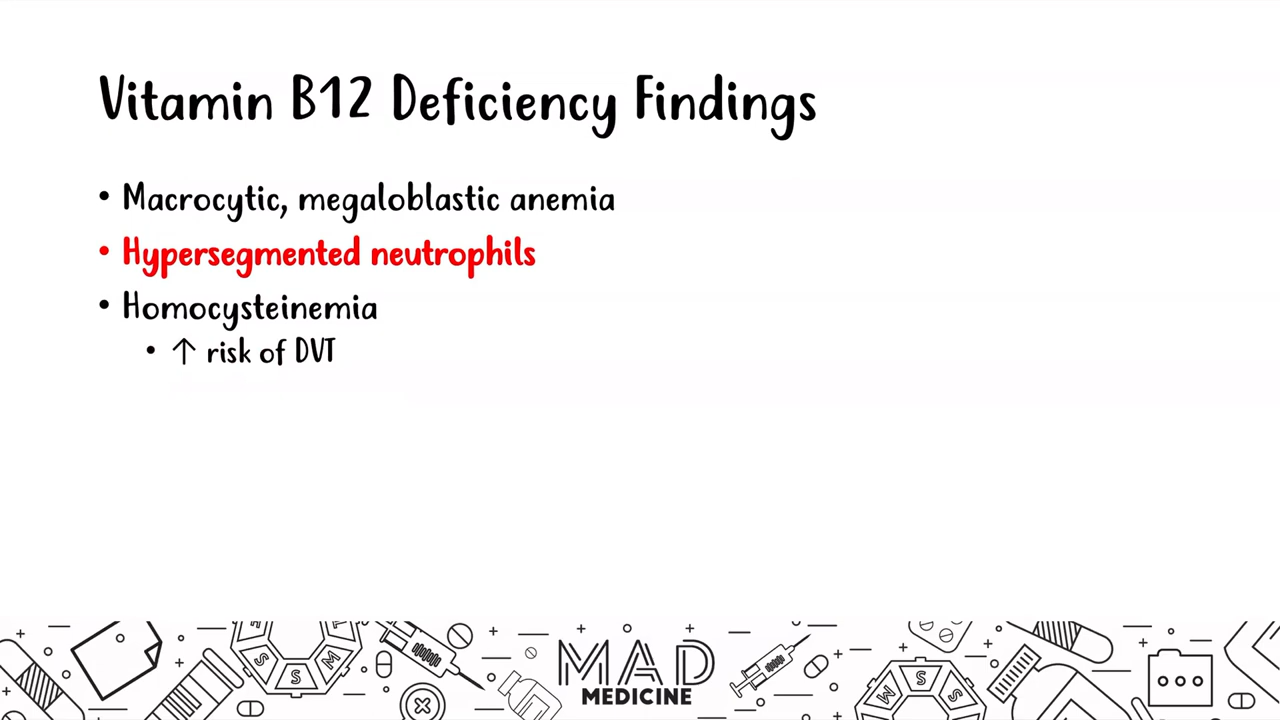 Vitamin B12 Deficiency Findings
• Macrocytic, megaloblastic anemia
• Hypersegmented neutrophils
• Homocysteinemia
• ↑ risk of DVT
S
S
M
MAD
MEDICINE
M
S
S